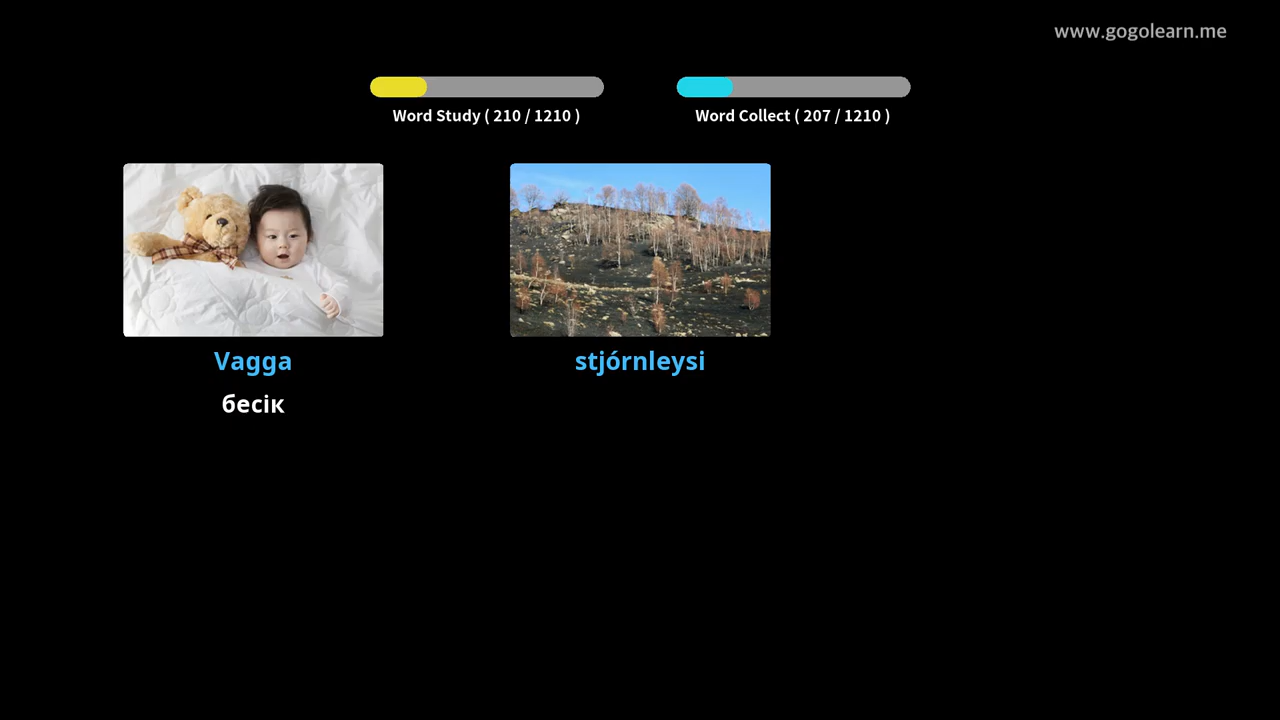 www.gogolearn.me
Word Study ( 210 / 1210 )
Word Collect ( 207 / 1210 )
Vagga
stjórnleysi
бесік